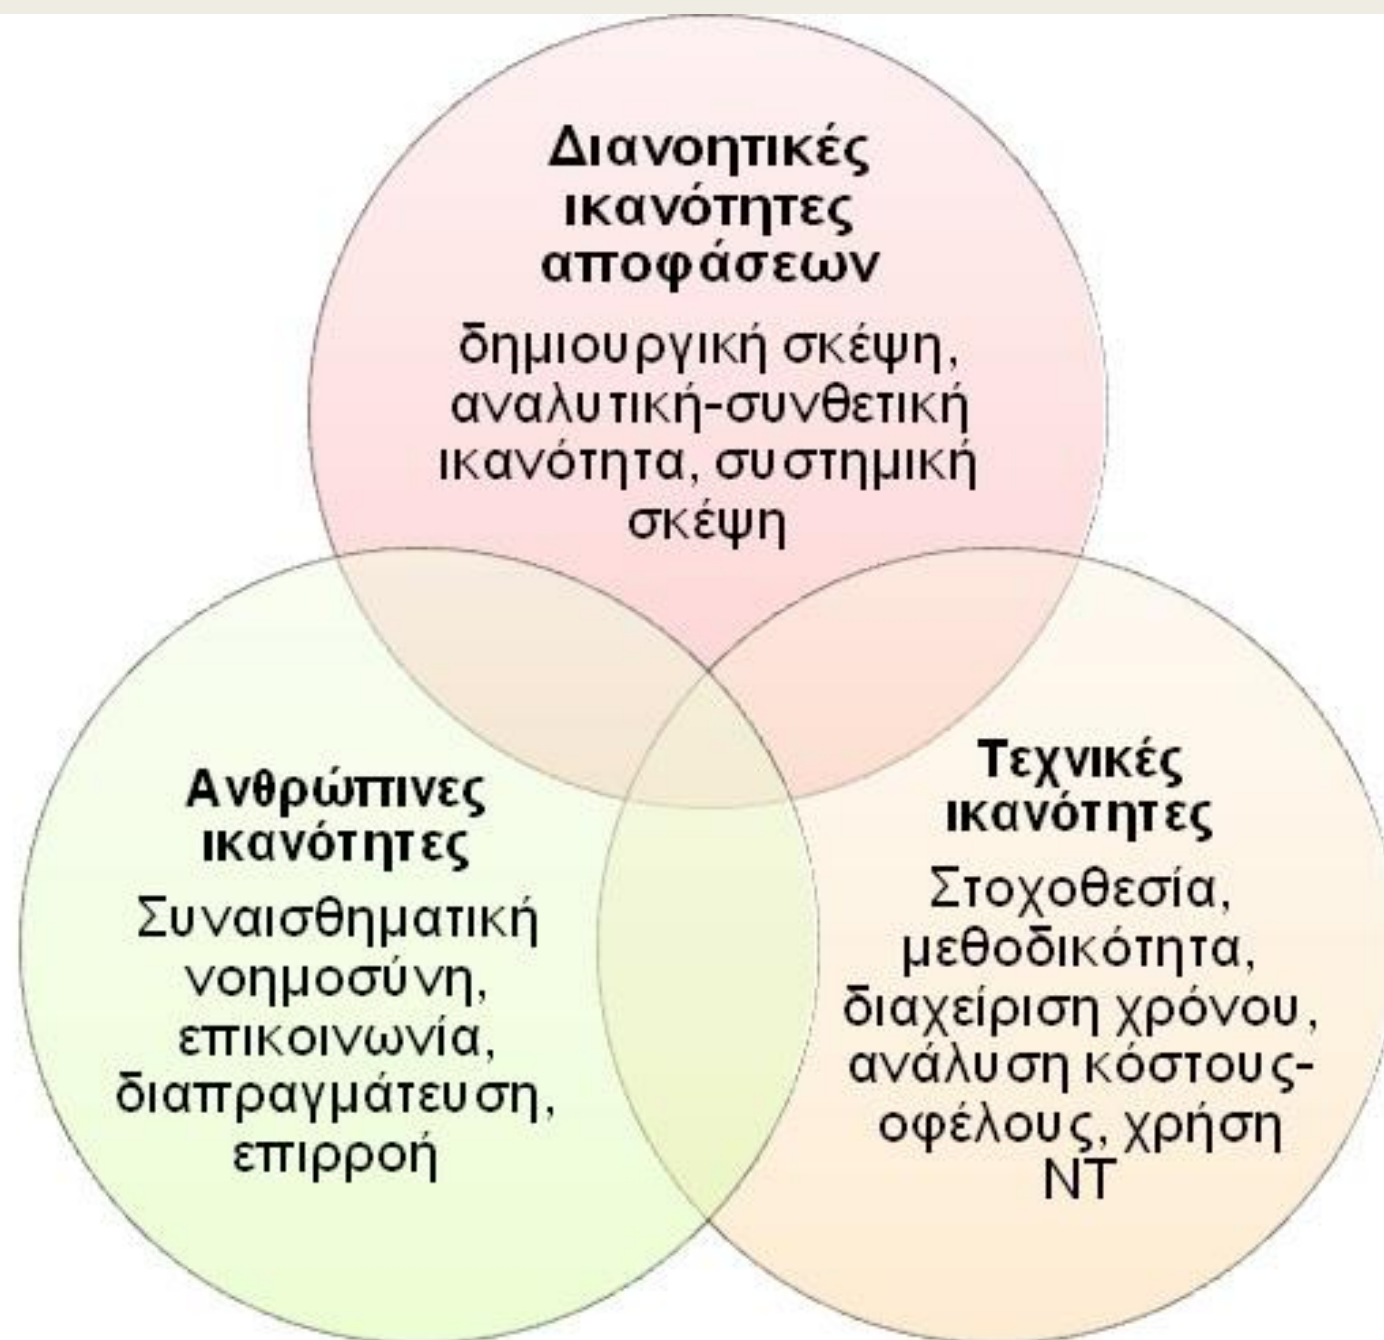 Διανοητικές
ικανότητες
αποφάσεων
δημιουργική σκέψη,
αναλυτική-συνθετική
ικανότητα, συστημική
σκέψη
Ανθρώπινες
ικανότητες
Συναισθηματική
νοημοσύνη,
επικοινωνία,
διαπραγμάτευση,
επιρροή
Τεχνικές
ικανότητες
Στοχοθεσία,
μεθοδικότητα,
διαχείριση χρόνου,
ανάλυση κόστους-
οφέλους, χρήση
ΝΤ